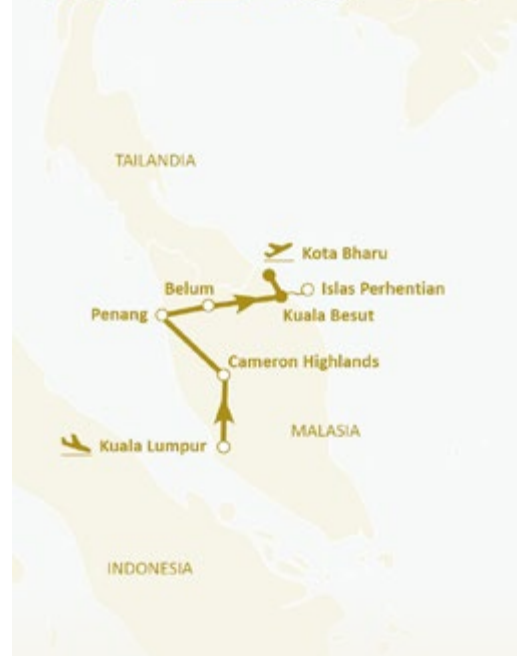 TAILANDIA
Kota Bharu
Belum
Islas Perhentian
Penang
Kuala Besut
Cameron Highlands
MALASIA
Kuala Lumpur
INDONESIA